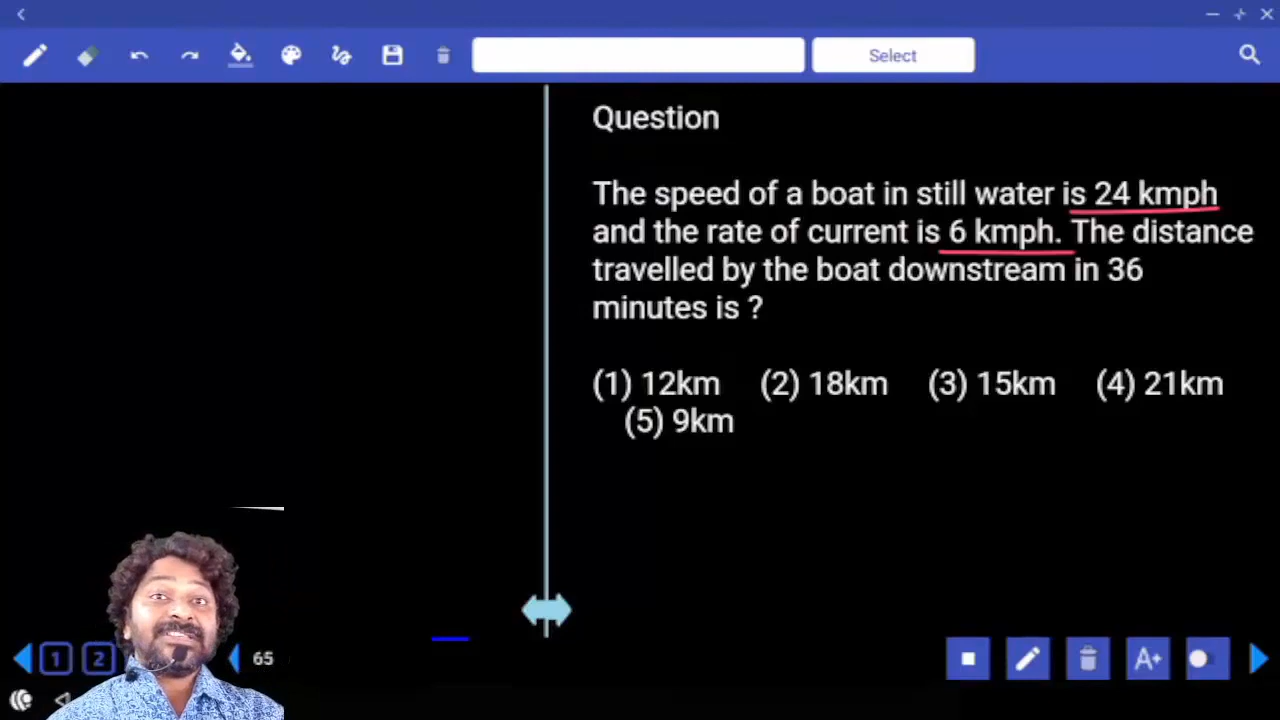 Select
Question
The speed of a boat in still water is 24 kmph
and the rate of current is 6 kmph. The distance
travelled by the boat downstream in 36
minutes is ?
(1) 12km (2) 18km (3) 15km (4) 21km
(5) 9km
1 2 65
A+